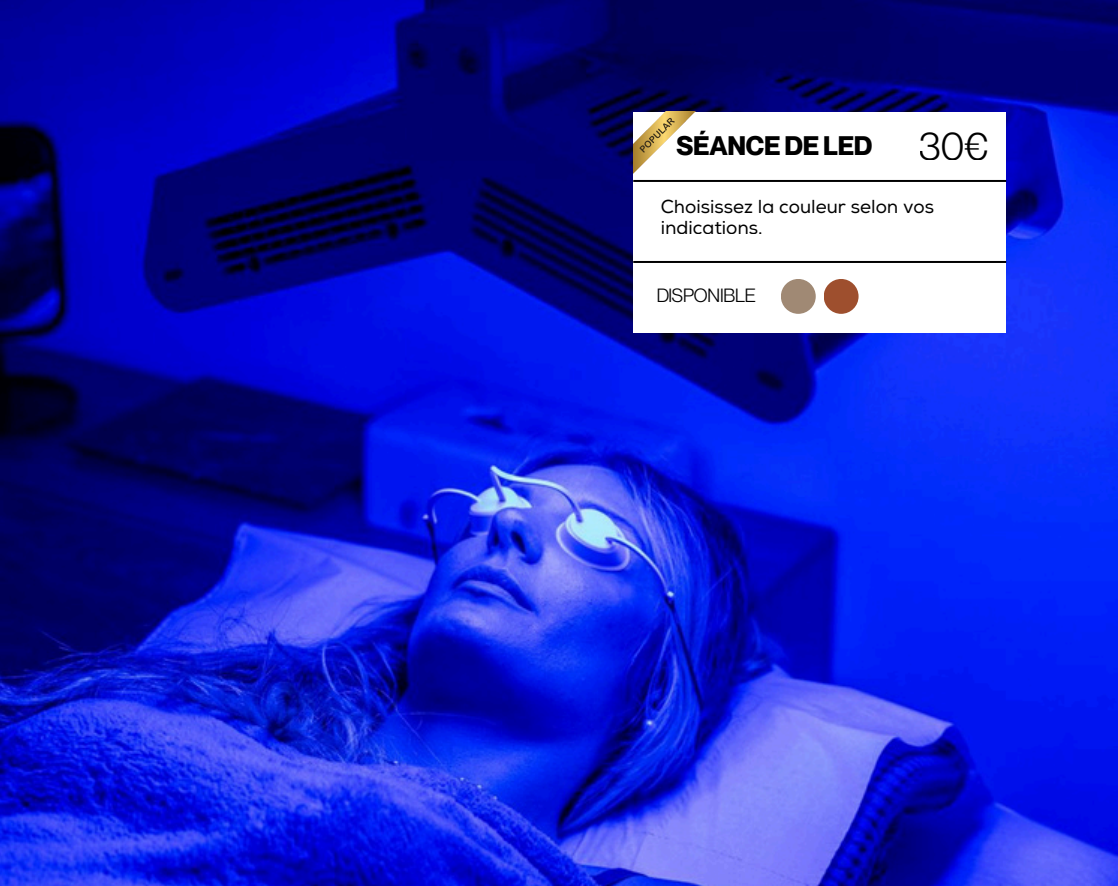 POPULAR
SÉANCE DE LED
30€
Choisissez la couleur selon vos
indications.
DISPONIBLE